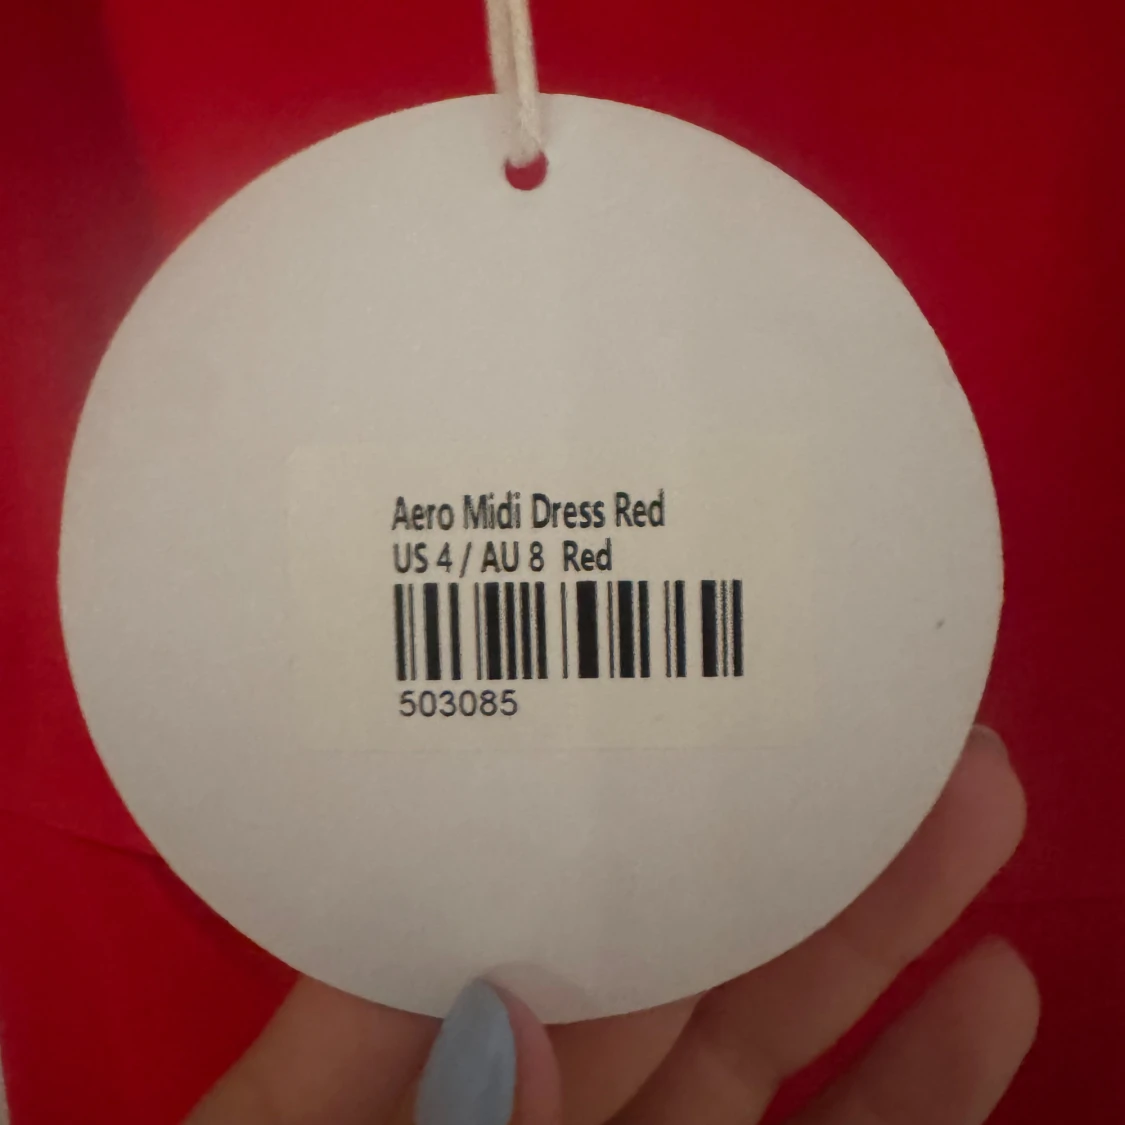 Aero Midi Dress Red
US 4 / AU 8 Red
503085